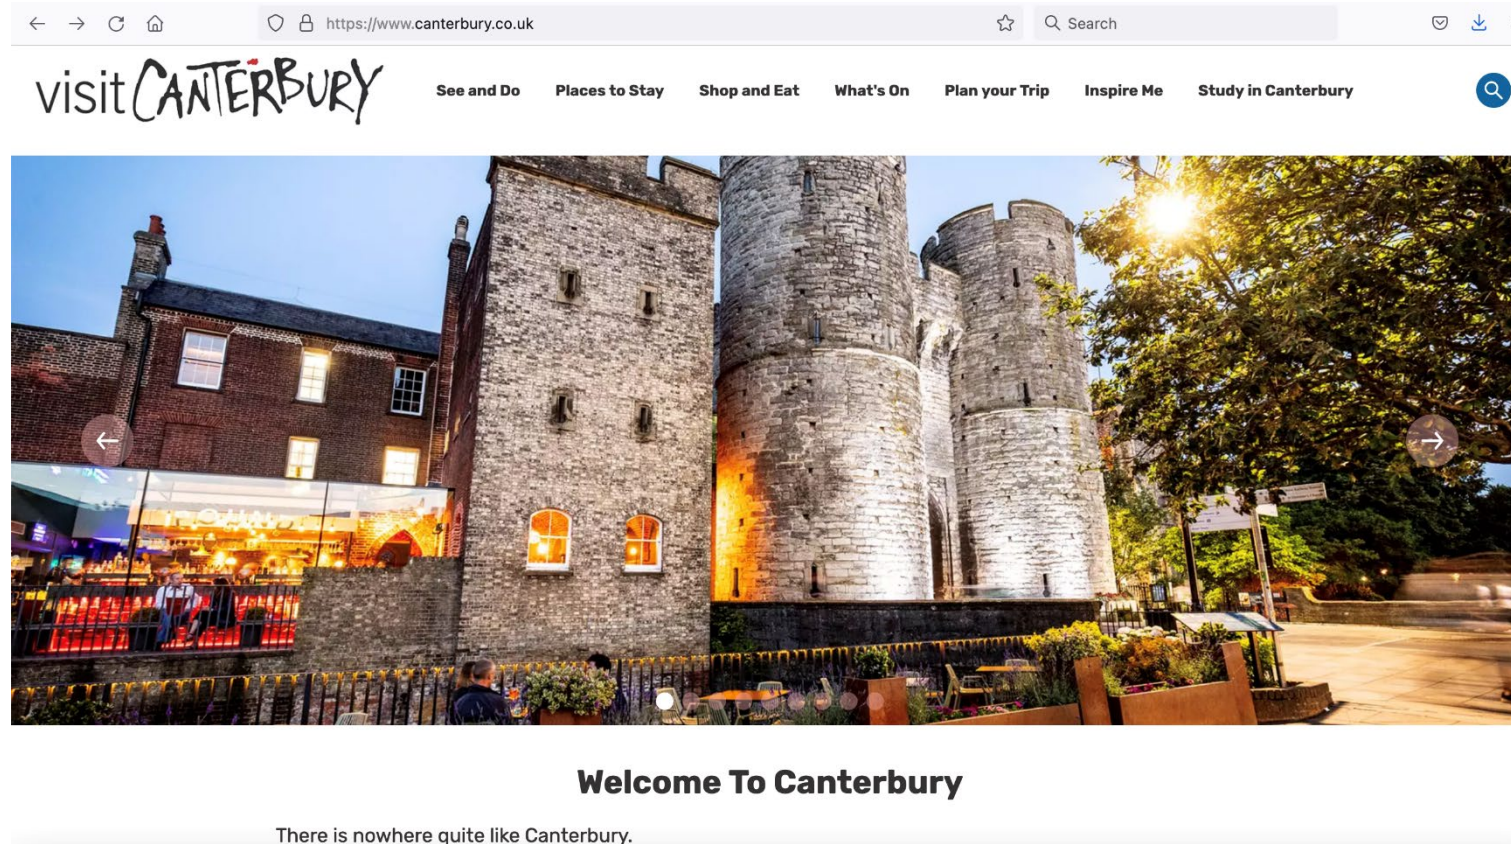 https://www.canterbury.co.uk
Search
visit CANTERBURY
See and Do
Places to Stay
Shop and Eat
What's On
Plan your Trip
Inspire Me
Study in Canterbury
Welcome To Canterbury
There is nowhere quite like Canterbury.